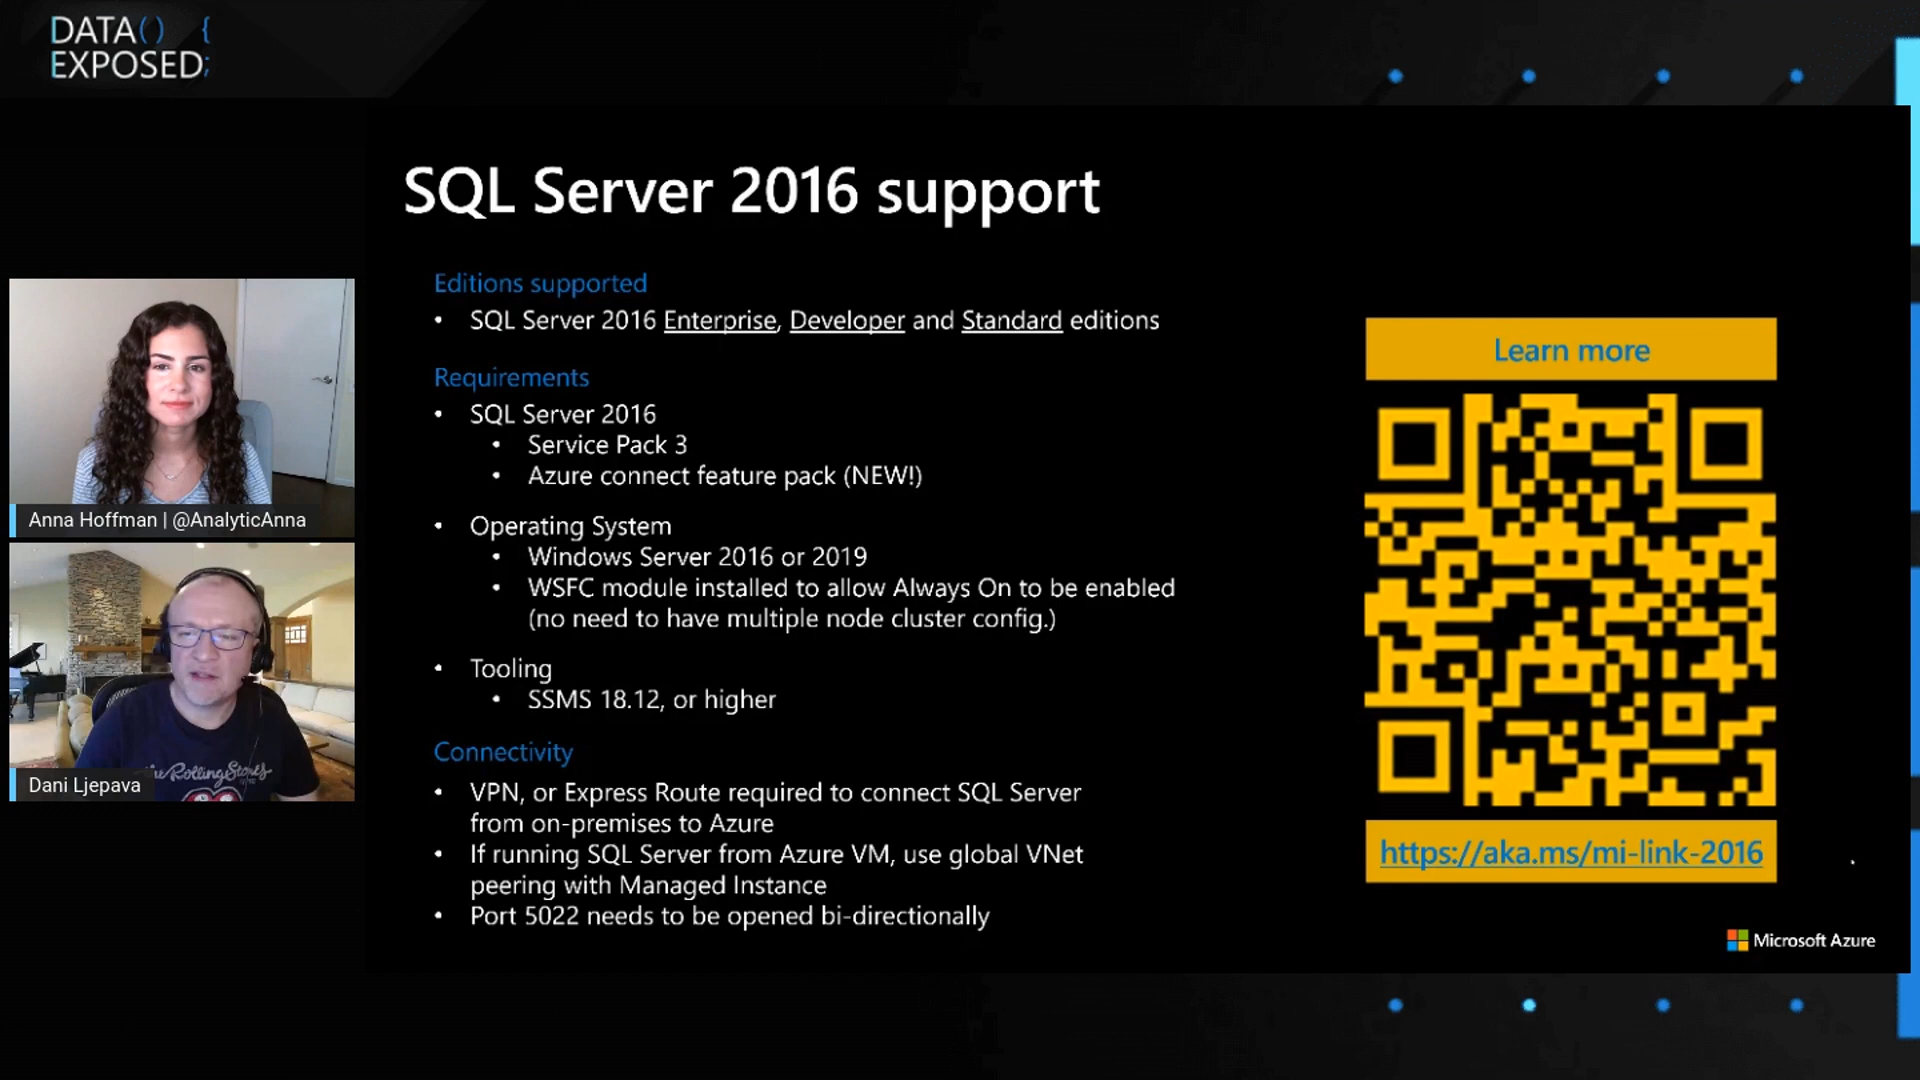 DATA() {
EXPOSED;
SQL Server 2016 support
Editions supported
• SQL Server 2016 Enterprise, Developer and Standard editions
Requirements
• SQL Server 2016
• Service Pack 3
• Azure connect feature pack (NEW!)
• Operating System
• Windows Server 2016 or 2019
• WSFC module installed to allow Always On to be enabled
(no need to have multiple node cluster config.)
• Tooling
• SSMS 18.12, or higher
Connectivity
• VPN, or Express Route required to connect SQL Server
from on-premises to Azure
• If running SQL Server from Azure VM, use global VNet
peering with Managed Instance
• Port 5022 needs to be opened bi-directionally
Learn more
https://aka.ms/mi-link-2016
Microsoft Azure
Anna Hoffman | @AnalyticAnna
the Rolling Stones
Dani Ljepava